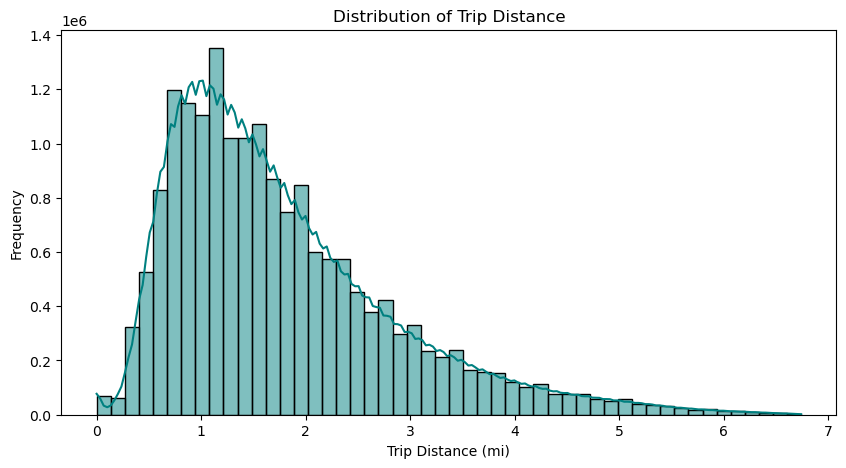 Distribution of Trip Distance
1e6
1.4
1.2
1.0
0.8
0.6
0.4
0.2
0.0
Frequency
0 1 2 3 4 5 6 7
Trip Distance (mi)